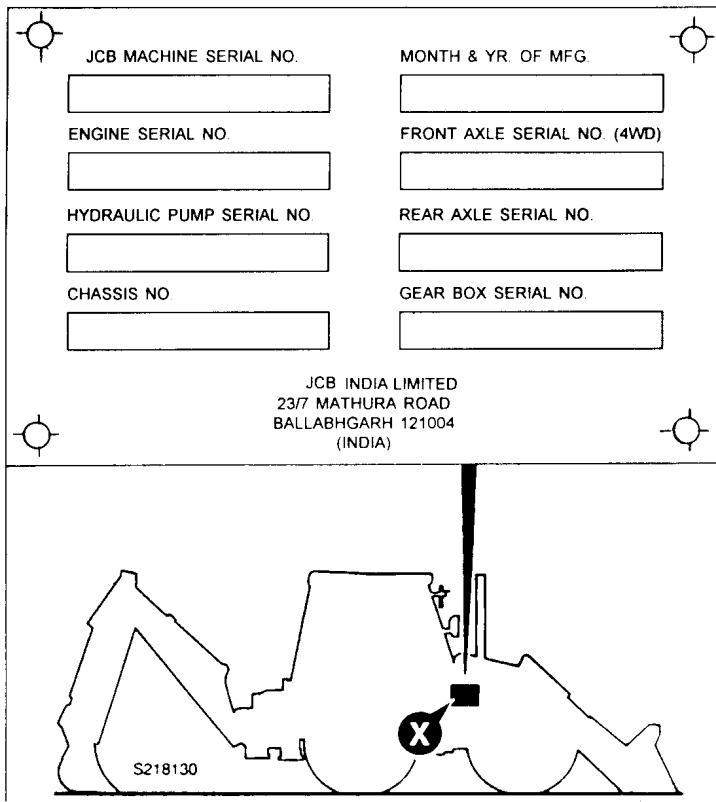 JCB MACHINE SERIAL NO.
MONTH & YR. OF MFG.
ENGINE SERIAL NO.
FRONT AXLE SERIAL NO. (4WD)
HYDRAULIC PUMP SERIAL NO.
REAR AXLE SERIAL NO.
CHASSIS NO.
GEAR BOX SERIAL NO.
JCB INDIA LIMITED
23/7 MATHURA ROAD
BALLABHGARH 121004
(INDIA)
X
S218130